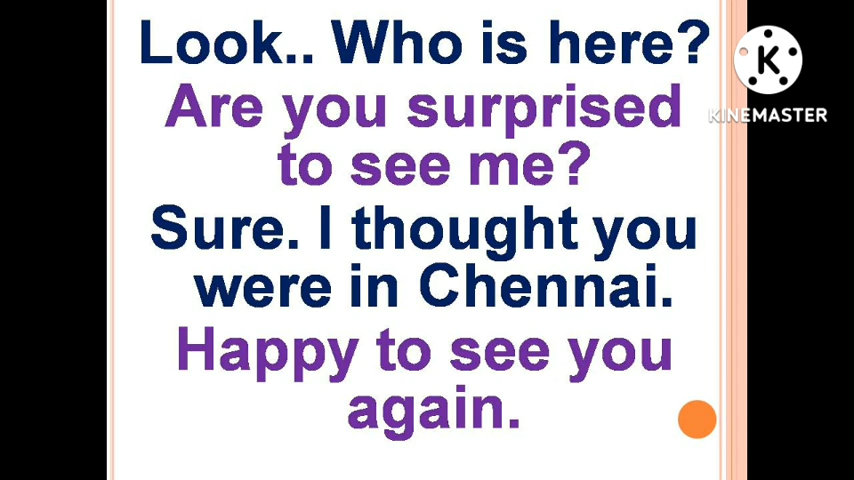 Look.. Who is here?
Are you surprised
to see me?
Sure. I thought you
were in Chennai.
Happy to see you
again.
K
KINEMASTER